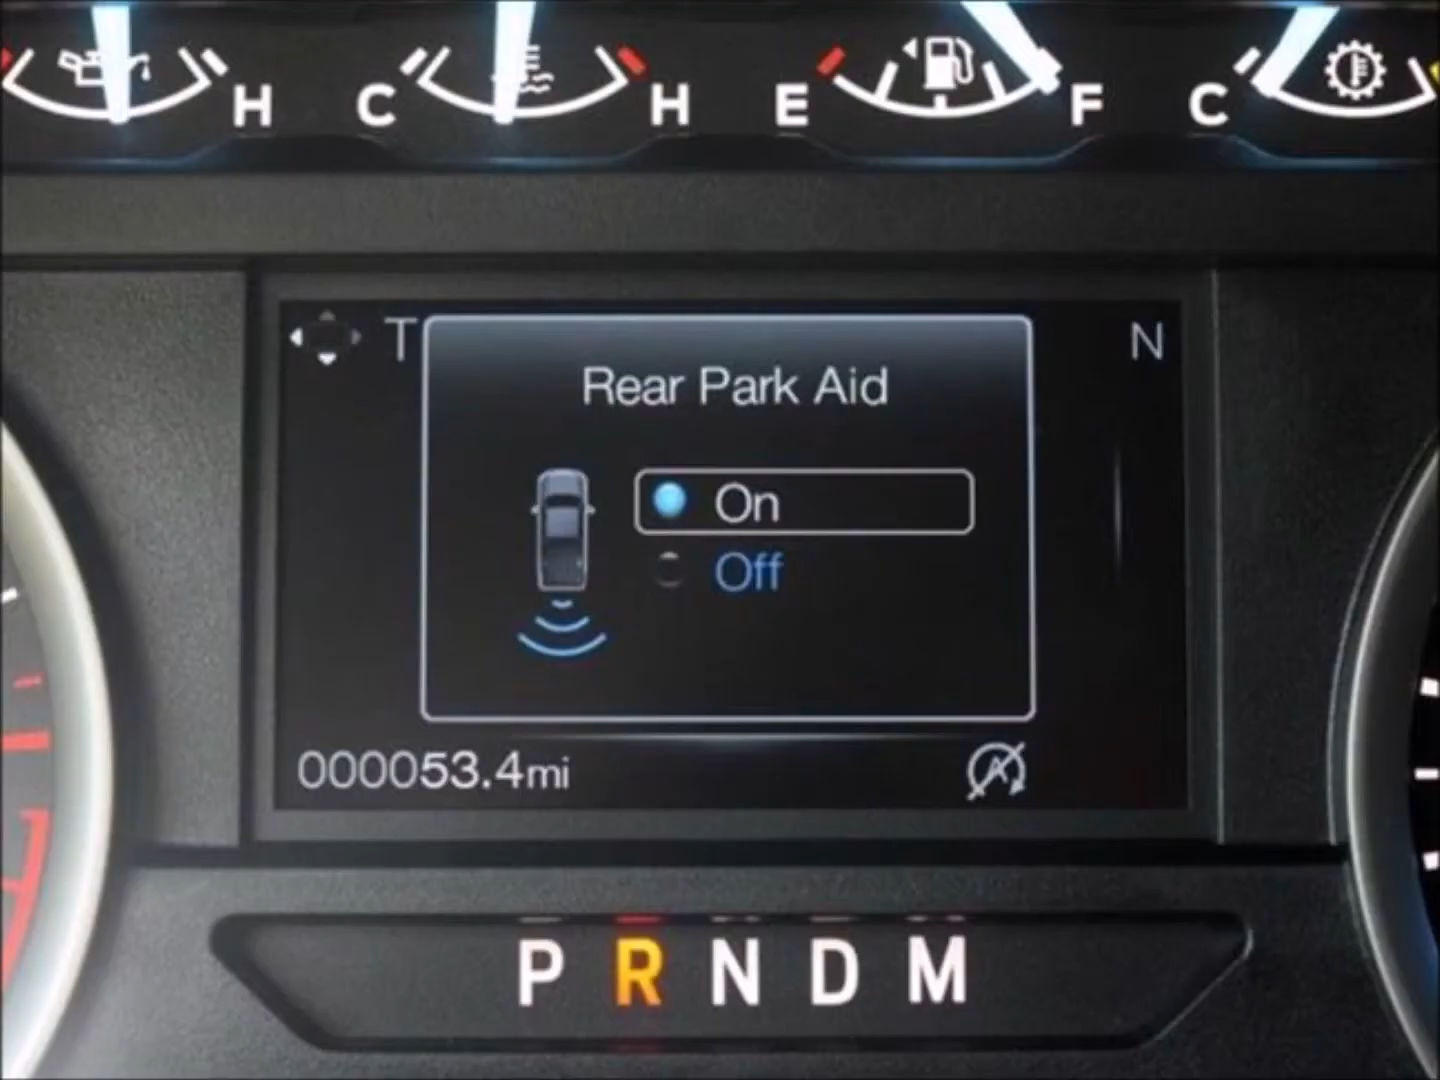 H C H E F C
T N
Rear Park Aid
On
Off
000053.4mi
A
P R N D M